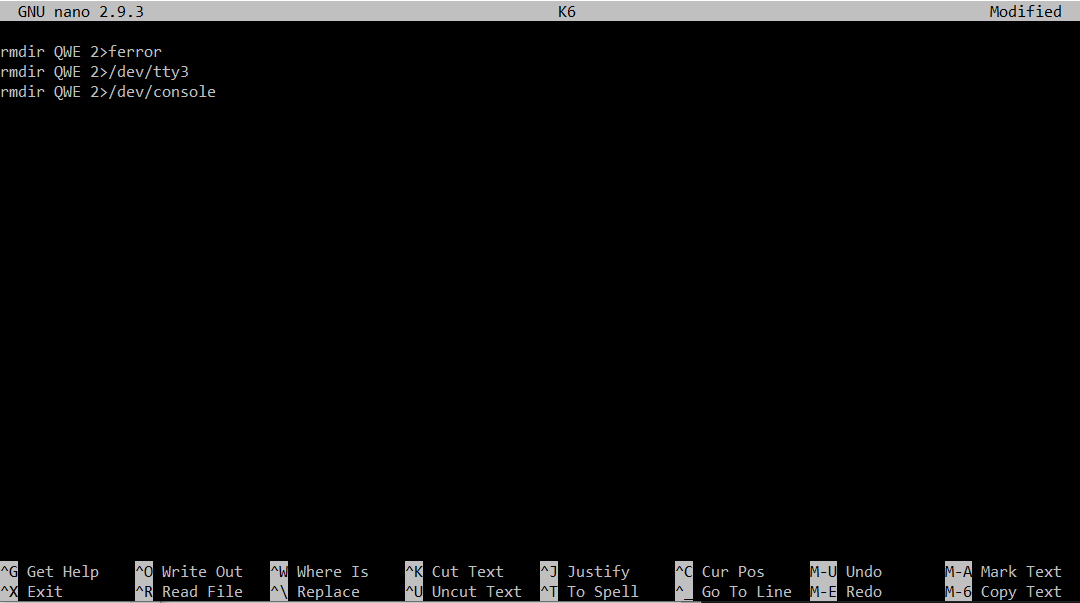 GNU nano 2.9.3 K6 Modified
rmdir QWE 2>ferror
rmdir QWE 2>/dev/tty3
rmdir QWE 2>/dev/console
^G Get Help ^O Write Out ^W Where Is ^K Cut Text ^J Justify ^C Cur Pos M-U Undo M-A Mark Text
^X Exit ^R Read File ^\ Replace ^U Uncut Text ^T To Spell ^_ Go To Line M-E Redo M-6 Copy Text